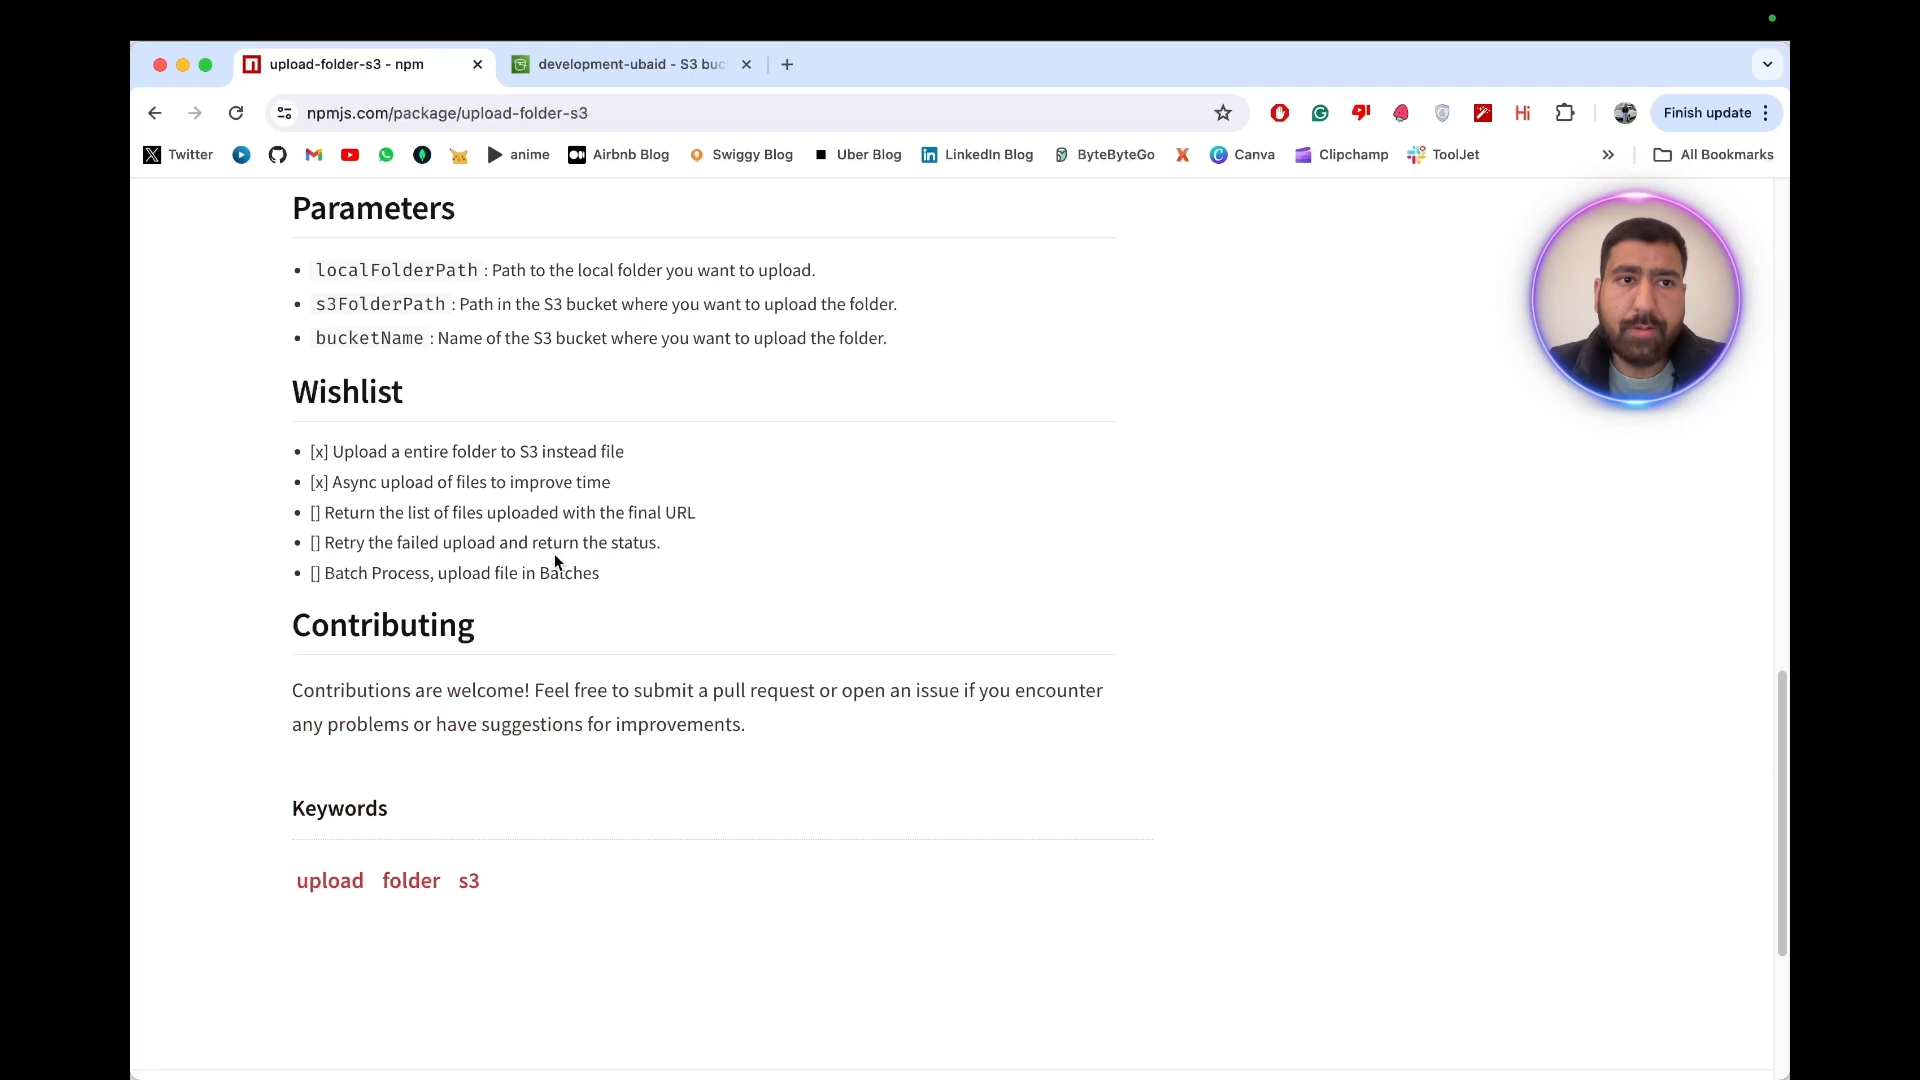 upload-folder-s3 - npm
development-ubaid - S3 buc
npmjs.com/package/upload-folder-s3
Finish update
Twitter
anime
Airbnb Blog
Swiggy Blog
Uber Blog
LinkedIn Blog
ByteByteGo
Canva
Clipchamp
ToolJet
All Bookmarks
Parameters
• localFolderPath : Path to the local folder you want to upload.
• s3FolderPath : Path in the S3 bucket where you want to upload the folder.
• bucketName : Name of the S3 bucket where you want to upload the folder.
Wishlist
• [x] Upload a entire folder to S3 instead file
• [x] Async upload of files to improve time
• [] Return the list of files uploaded with the final URL
• [] Retry the failed upload and return the status.
• [] Batch Process, upload file in Batches
Contributing
Contributions are welcome! Feel free to submit a pull request or open an issue if you encounter
any problems or have suggestions for improvements.
Keywords
upload folder s3